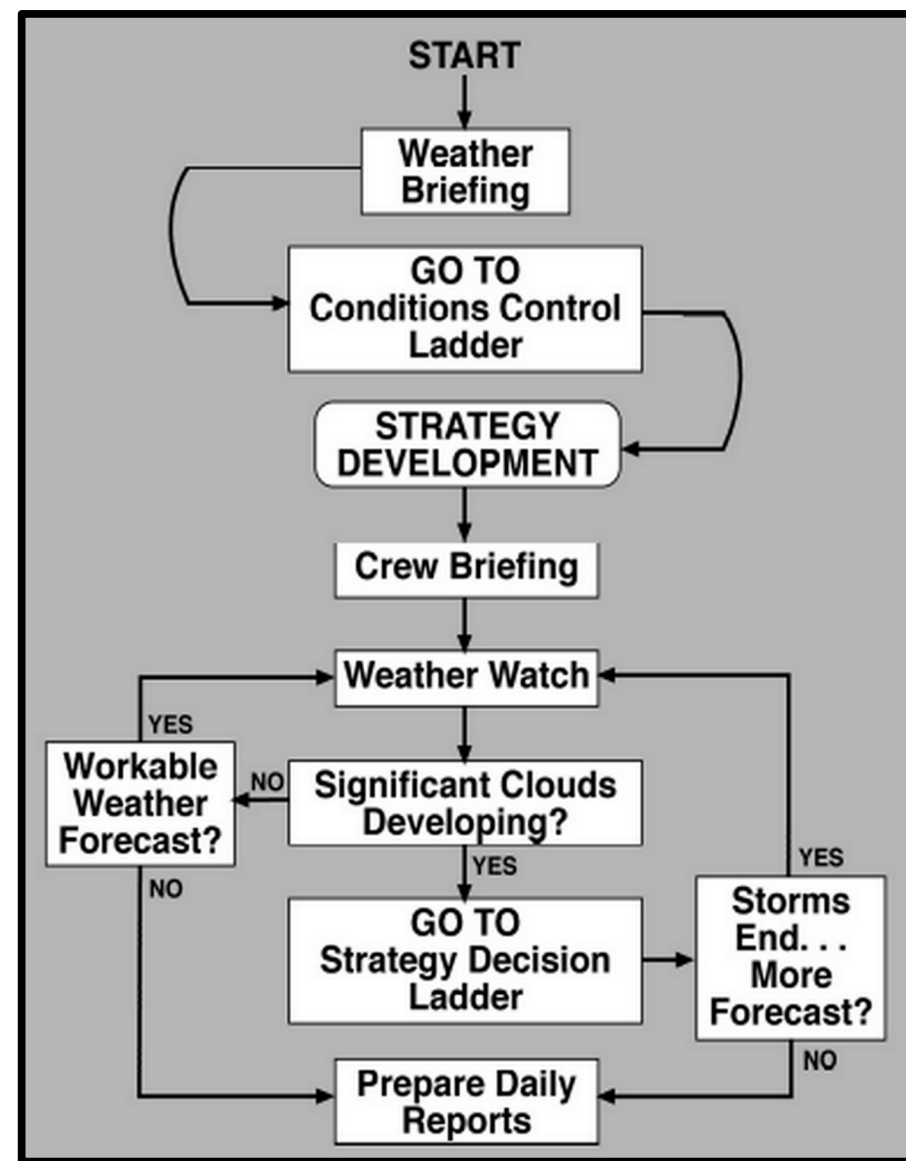 START
Weather
Briefing
GO TO
Conditions Control
Ladder
STRATEGY
DEVELOPMENT
Crew Briefing
Weather Watch
YES
Workable
Weather
Forecast?
NO
Significant Clouds
Developing?
YES
NO
GO TO
Strategy Decision
Ladder
YES
Storms
End. . .
More
Forecast?
NO
Prepare Daily
Reports